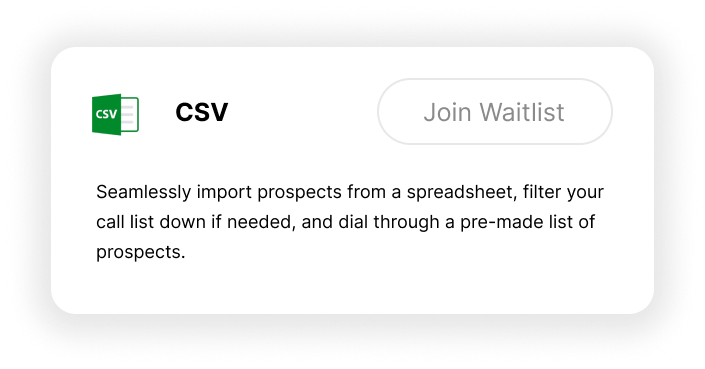 CSV
CSV
Join Waitlist
Seamlessly import prospects from a spreadsheet, filter your
call list down if needed, and dial through a pre-made list of
prospects.